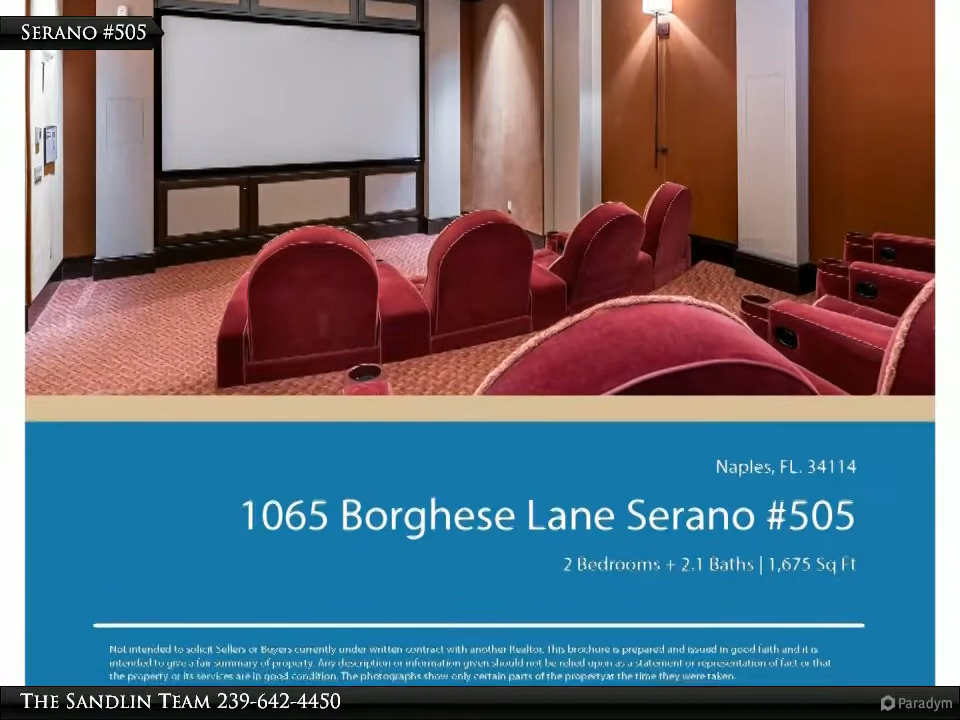 SERANO #505
Naples, FL. 34114
1065 Borghese Lane Serano #505
2 Bedrooms + 2.1 Baths | 1,675 Sq Ft
Not intended to solicit Sellers or Buyers currently under written contract with another Realtor. This brochure is prepared and issued in good faith and it is
intended to give a fair summary of property. Any description or information given should not be relied upon as a statement or representation of fact or that
the property or its services are in good condition. The photographs show only certain parts of the property at the time they were taken.
THE SANDLIN TEAM 239-642-4450
Paradym